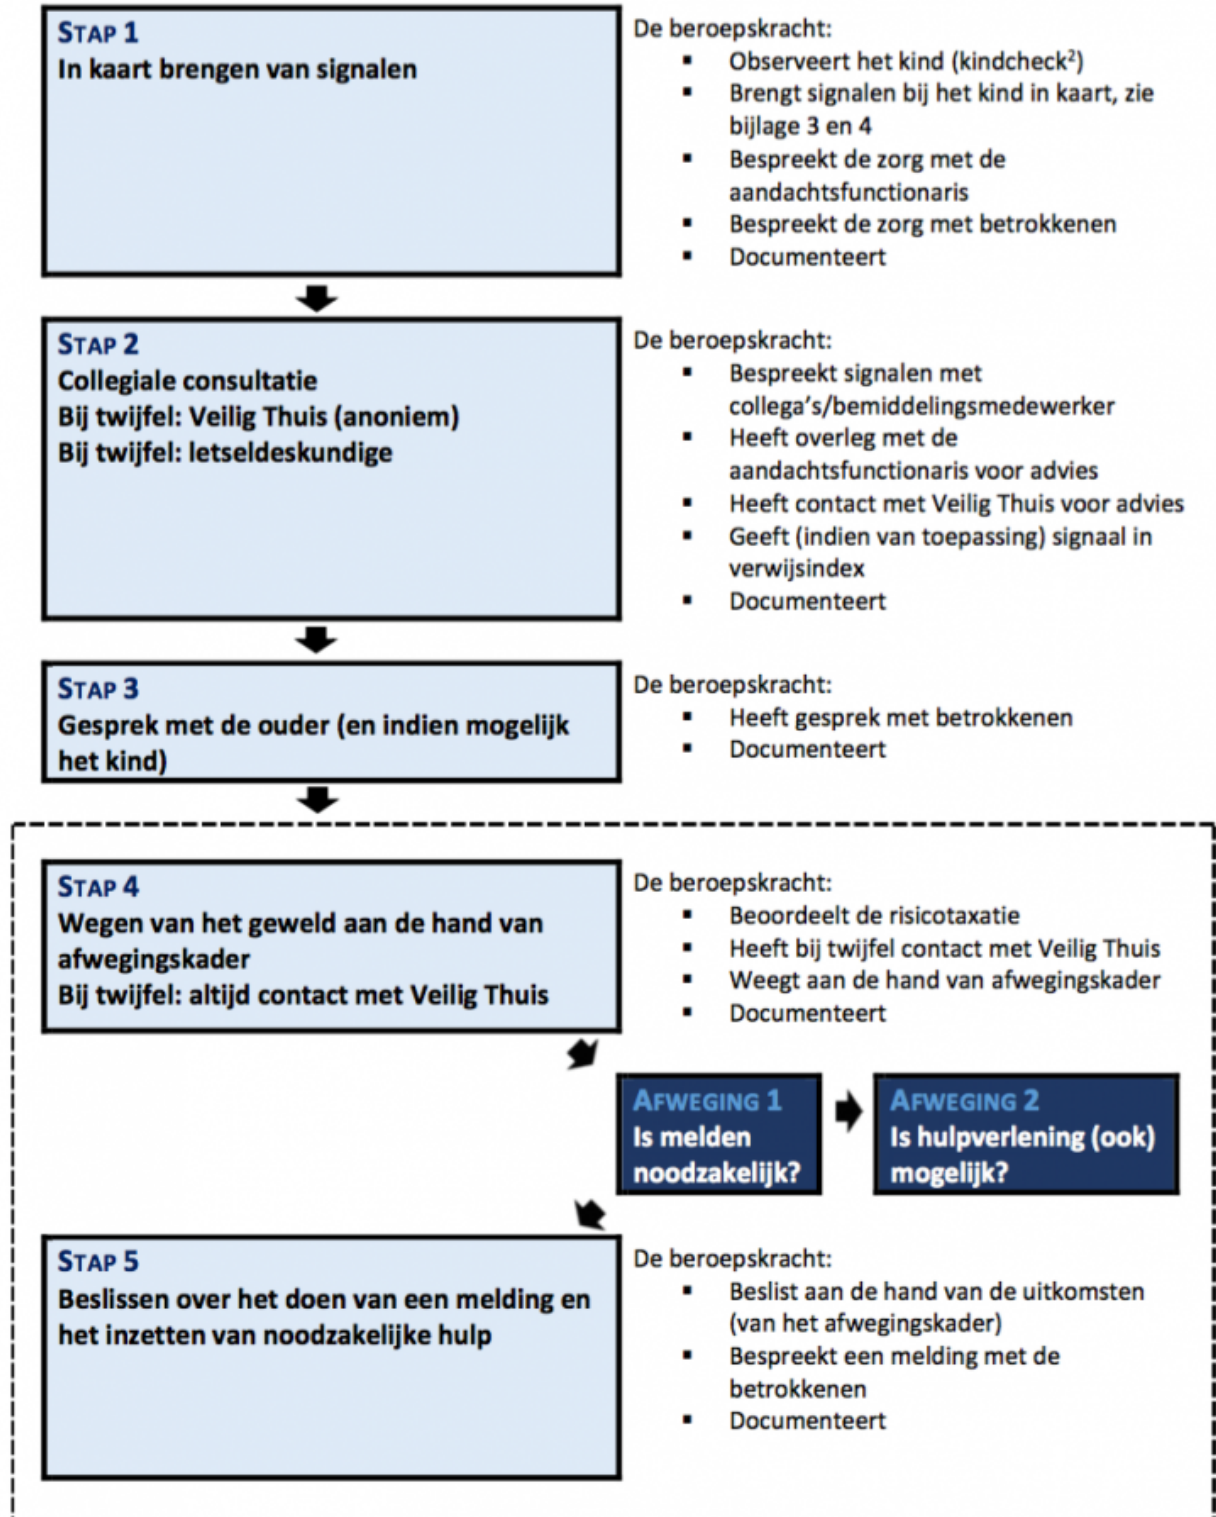 STAP 1
In kaart brengen van signalen
De beroepskracht:
▪ Observeert het kind (kindcheck²)
▪ Brengt signalen bij het kind in kaart, zie
bijlage 3 en 4
▪ Bespreekt de zorg met de
aandachtsfunctionaris
▪ Bespreekt de zorg met betrokkenen
▪ Documenteert
STAP 2
Collegiale consultatie
Bij twijfel: Veilig Thuis (anoniem)
Bij twijfel: letseldeskundige
De beroepskracht:
▪ Bespreekt signalen met
collega's/bemiddelingsmedewerker
▪ Heeft overleg met de
aandachtsfunctionaris voor advies
▪ Heeft contact met Veilig Thuis voor advies
▪ Geeft (indien van toepassing) signaal in
verwijsindex
▪ Documenteert
STAP 3
Gesprek met de ouder (en indien mogelijk
het kind)
De beroepskracht:
▪ Heeft gesprek met betrokkenen
▪ Documenteert
STAP 4
Wegen van het geweld aan de hand van
afwegingskader
Bij twijfel: altijd contact met Veilig Thuis
De beroepskracht:
▪ Beoordeelt de risicotaxatie
▪ Heeft bij twijfel contact met Veilig Thuis
▪ Weegt aan de hand van afwegingskader
▪ Documenteert
AFWEGING 1
Is melden
noodzakelijk?
AFWEGING 2
Is hulpverlening (ook)
mogelijk?
STAP 5
Beslissen over het doen van een melding en
het inzetten van noodzakelijke hulp
De beroepskracht:
▪ Beslist aan de hand van de uitkomsten
(van het afwegingskader)
▪ Bespreekt een melding met de
betrokkenen
▪ Documenteert